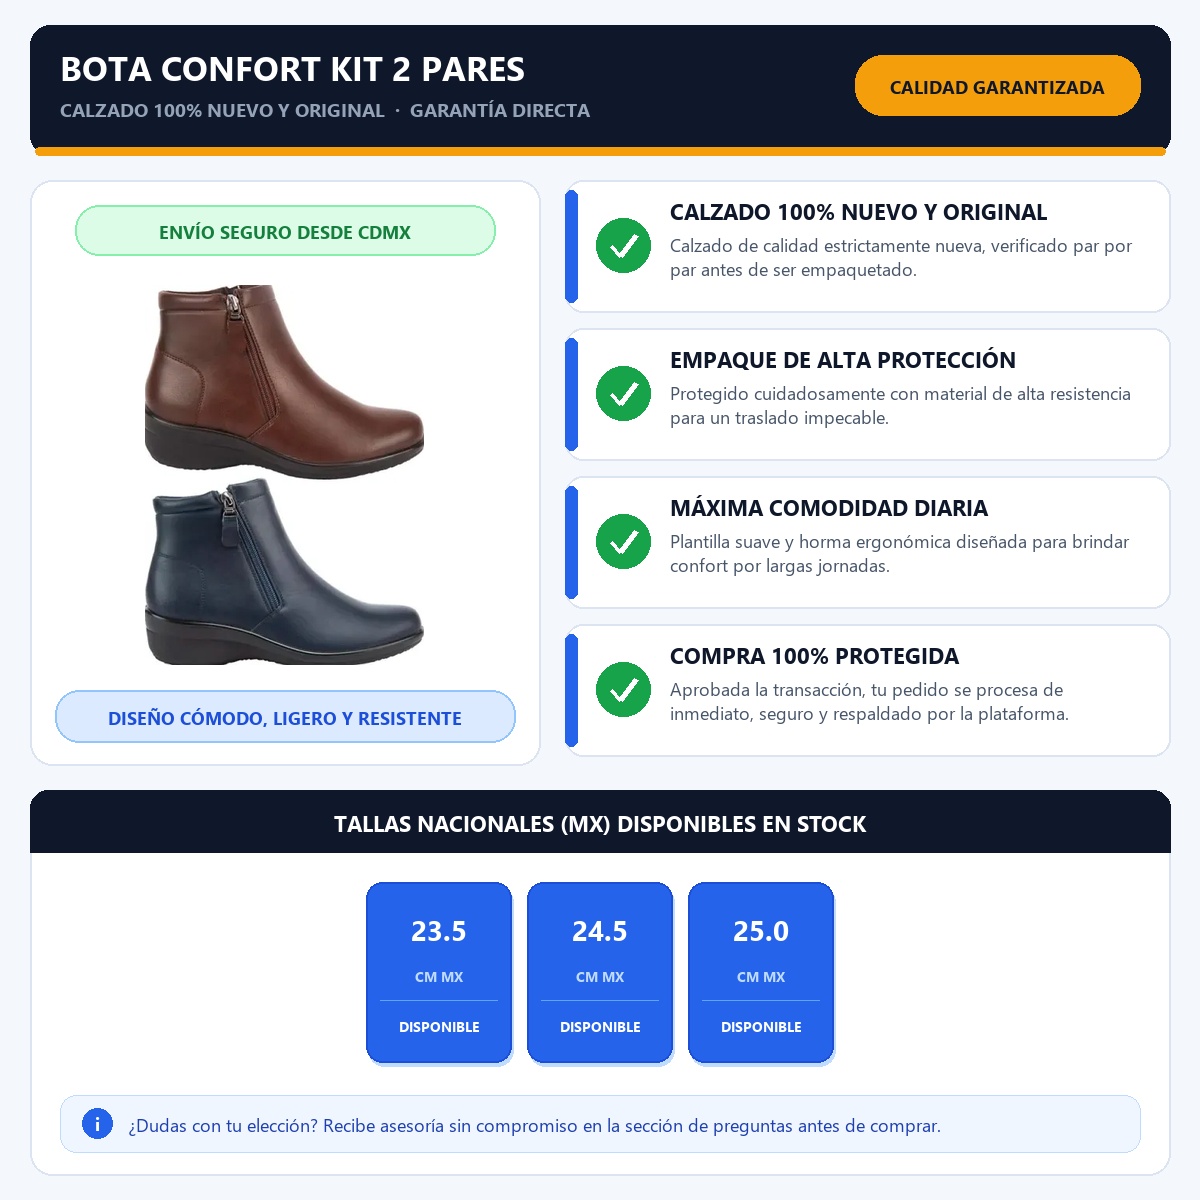 BOTA CONFORT KIT 2 PARES
CALZADO 100% NUEVO Y ORIGINAL · GARANTÍA DIRECTA
CALIDAD GARANTIZADA
ENVÍO SEGURO DESDE CDMX
DISEÑO CÓMODO, LIGERO Y RESISTENTE
CALZADO 100% NUEVO Y ORIGINAL
Calzado de calidad estrictamente nueva, verificado par por
par antes de ser empaquetado.
EMPAQUE DE ALTA PROTECCIÓN
Protegido cuidadosamente con material de alta resistencia
para un traslado impecable.
MÁXIMA COMODIDAD DIARIA
Plantilla suave y horma ergonómica diseñada para brindar
confort por largas jornadas.
COMPRA 100% PROTEGIDA
Aprobada la transacción, tu pedido se procesa de
inmediato, seguro y respaldado por la plataforma.
TALLAS NACIONALES (MX) DISPONIBLES EN STOCK
23.5
CM MX
DISPONIBLE
24.5
CM MX
DISPONIBLE
25.0
CM MX
DISPONIBLE
¿Dudas con tu elección? Recibe asesoría sin compromiso en la sección de preguntas antes de comprar.